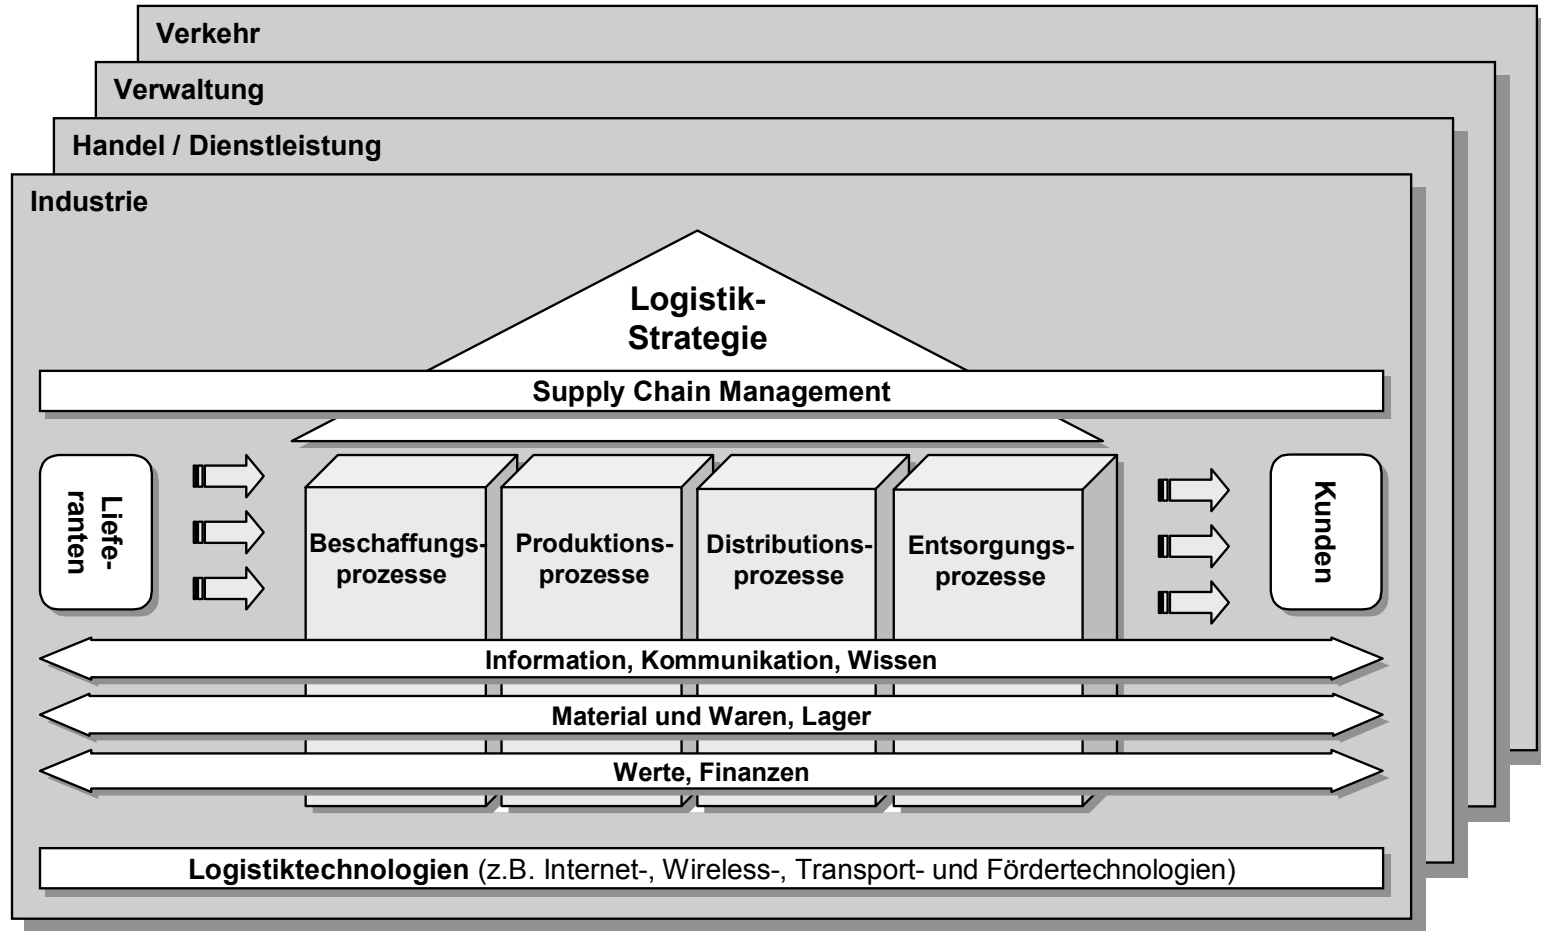 Verkehr
Verwaltung
Handel / Dienstleistung
Industrie
Logistik-
Strategie
Supply Chain Management
Liefe-
ranten
Beschaffungs-
prozesse
Produktions-
prozesse
Distributions-
prozesse
Entsorgungs-
prozesse
Kunden
Information, Kommunikation, Wissen
Material und Waren, Lager
Werte, Finanzen
Logistiktechnologien (z.B. Internet-, Wireless-, Transport- und Fördertechnologien)